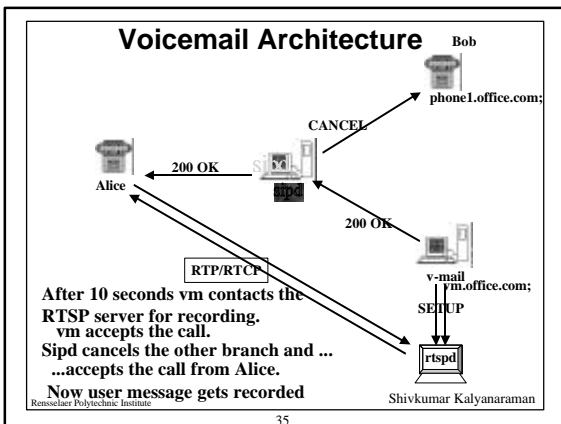 Voicemail Architecture
Bob
phone1.office.com;
CANCEL
200 OK
Alice
sipd
200 OK
v-mail
vm.office.com;
RTP/RTCP
SETUP
After 10 seconds vm contacts the
RTSP server for recording.
vm accepts the call.
Sipd cancels the other branch and ...
...accepts the call from Alice.
Now user message gets recorded
rtspd
Rensselaer Polytechnic Institute
Shivkumar Kalyanaraman
35